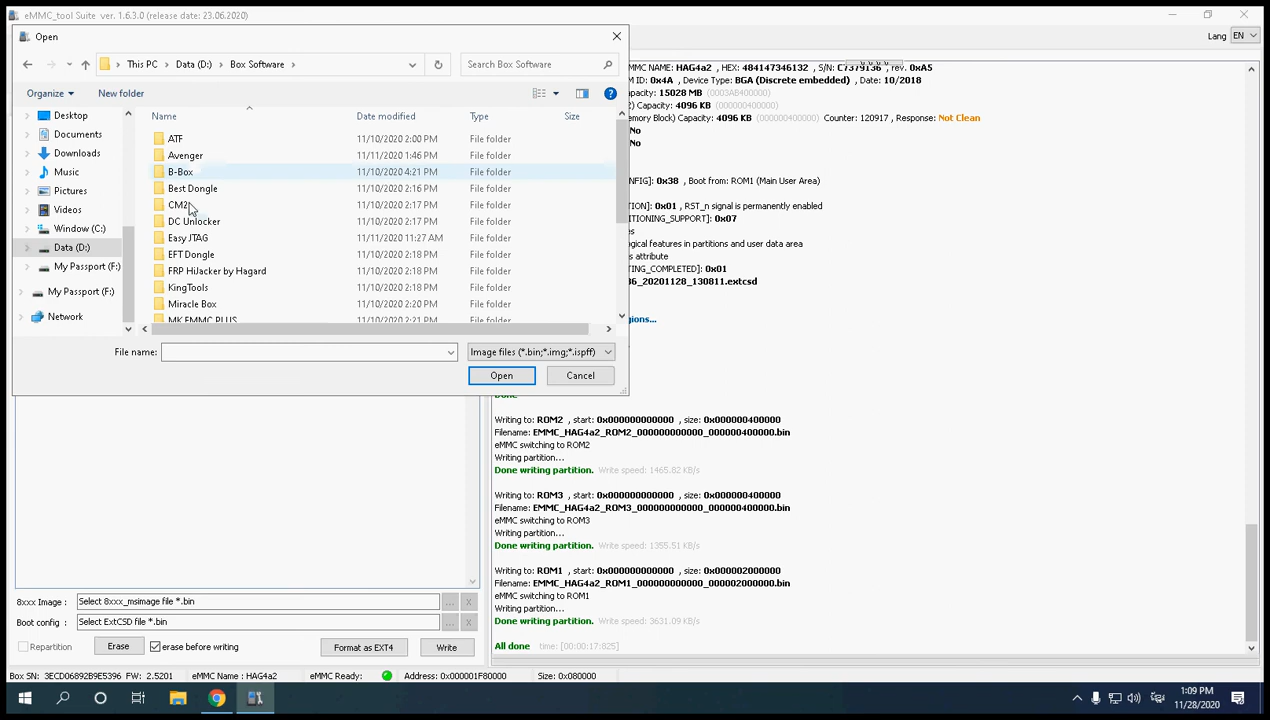 eMMC_tool Suite ver. 1.6.3.0 (release date: 23.06.2020)
Lang EN
Open
This PC > Data (D:) > Box Software >
Search Box Software
Organize
New folder
Desktop
Documents
Downloads
Music
Pictures
Videos
Window (C:)
Data (D:)
My Passport (F:)
My Passport (F:)
Network
Name Date modified Type Size
ATF 11/10/2020 2:00 PM File folder
Avenger 11/11/2020 1:46 PM File folder
B-Box 11/10/2020 4:21 PM File folder
Best Dongle 11/10/2020 2:16 PM File folder
CM2 11/10/2020 2:17 PM File folder
DC Unlocker 11/10/2020 2:17 PM File folder
Easy JTAG 11/11/2020 11:27 AM File folder
EFT Dongle 11/10/2020 2:18 PM File folder
FRP HiJacker by Hagard 11/10/2020 2:18 PM File folder
KingTools 11/10/2020 2:18 PM File folder
Miracle Box 11/10/2020 2:20 PM File folder
MK EMMC PLUS 11/10/2020 2:21 PM File folder
File name:
Image files (*.bin;*.img;*.ispff)
Open
Cancel
MMC NAME: HAG4a2, HEX: 484147346132, S/N: C7379136, rev. 0xA5
M ID: 0x4A, Device Type: BGA (Discrete embedded), Date: 10/2018
apacity: 15028 MB (0003AB400000)
) Capacity: 4096 KB (000000400000)
emory Block) Capacity: 4096 KB (000000400000) Counter: 120917, Response: Not Clean
No
No
NFIG]: 0x38, Boot from: ROM1 (Main User Area)
TION]: 0x01, RST_n signal is permanently enabled
TIONING_SUPPORT]: 0x07
es
ogical features in partitions and user data area
s attribute
TING_COMPLETED]: 0x01
36_20201128_130811.extcsd
gions...
Done
Writing to: ROM2 , start: 0x000000000000 , size: 0x000000400000
Filename: EMMC_HAG4a2_ROM2_000000000000_000000400000.bin
eMMC switching to ROM2
Writing partition...
Done writing partition. Write speed: 1465.82 KB/s
Writing to: ROM3 , start: 0x000000000000 , size: 0x000000400000
Filename: EMMC_HAG4a2_ROM3_000000000000_000000400000.bin
eMMC switching to ROM3
Writing partition...
Done writing partition. Write speed: 1355.51 KB/s
Writing to: ROM1 , start: 0x000000000000 , size: 0x000002000000
Filename: EMMC_HAG4a2_ROM1_000000000000_000002000000.bin
eMMC switching to ROM1
Writing partition...
Done writing partition. Write speed: 3631.09 KB/s
All done time: [00:00:17:825]
8xxx Image : Select 8xxx_msimage file *.bin ... X
Boot config : Select ExtCSD file *.bin ... X
Repartition
Erase
erase before writing
Format as EXT4
Write
Box SN: 3ECD06892B9E5396 FW: 2.5201 eMMC Name : HAG4a2 eMMC Ready: Address: 0x000001F80000 Size: 0x080000
1:09 PM
11/28/2020